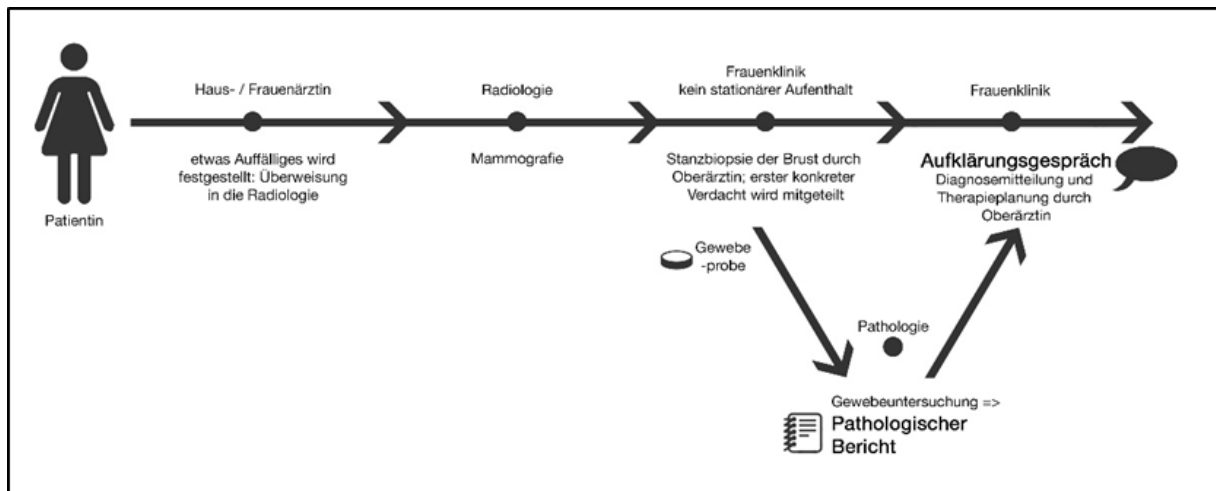 Patientin
Haus- / Frauenärztin
etwas Auffälliges wird
festgestellt: Überweisung
in die Radiologie
Radiologie
Mammografie
Frauenklinik
kein stationärer Aufenthalt
Stanzbiopsie der Brust durch
Oberärztin; erster konkreter
Verdacht wird mitgeteilt
Frauenklinik
Aufklärungsgespräch
Diagnosemitteilung und
Therapieplanung durch
Oberärztin
Gewebe
-probe
Pathologie
Gewebeuntersuchung =>
Pathologischer
Bericht